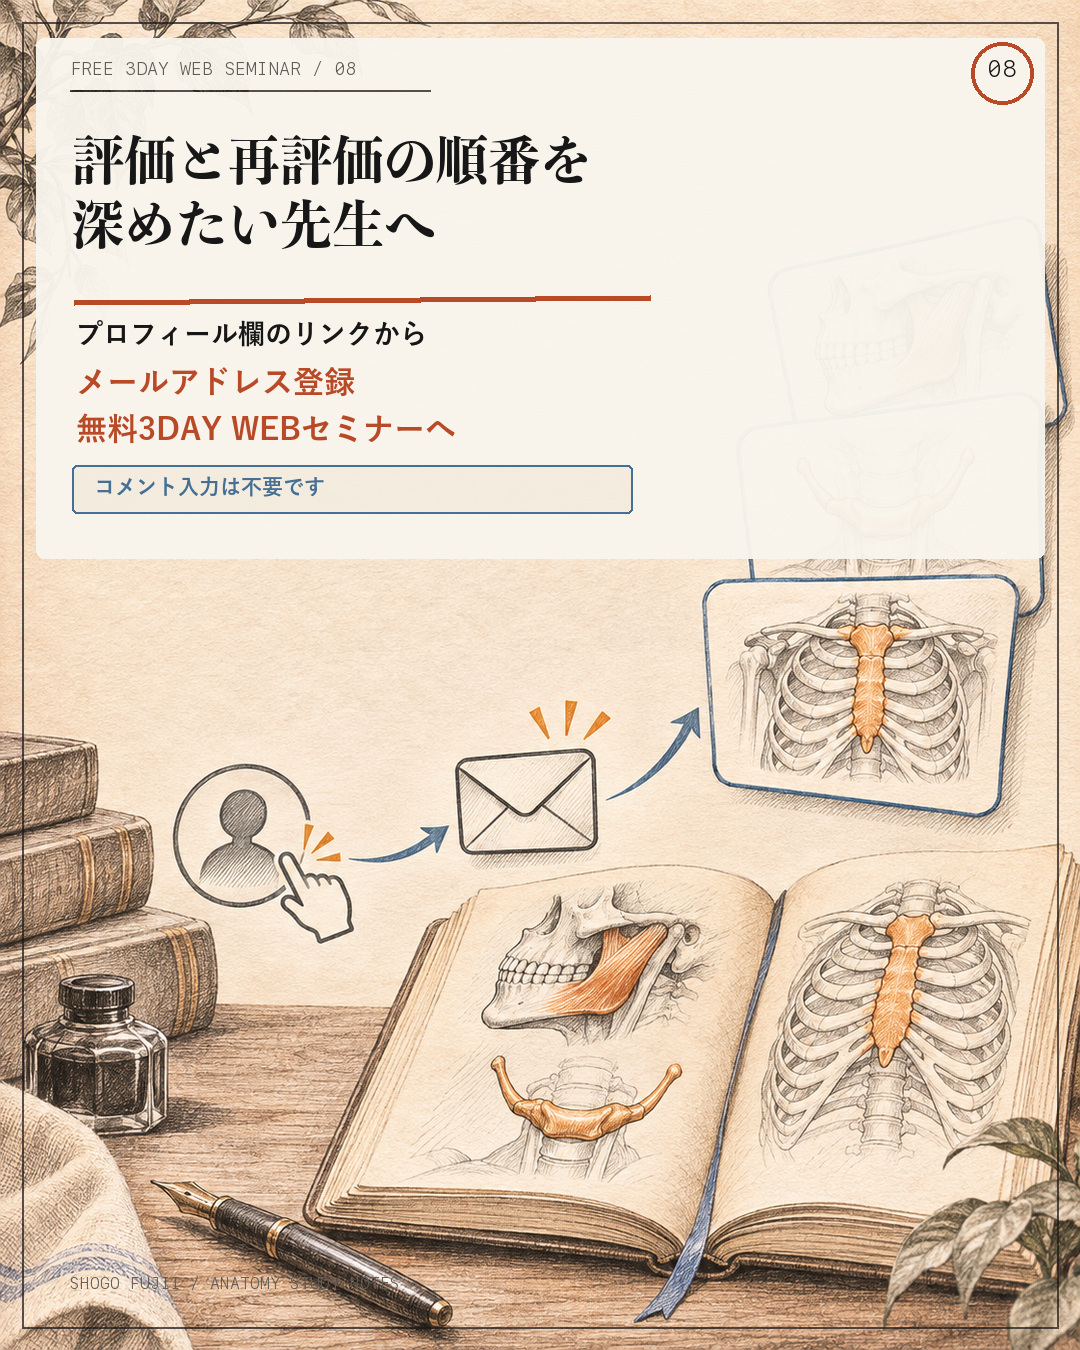 FREE 3DAY WEB SEMINAR / 08
08
評価と再評価の順番を
深めたい先生へ
プロフィール欄のリンクから
メールアドレス登録
無料3DAY WEBセミナーへ
コメント入力は不要です
SHOGO FUJII / ANATOMY